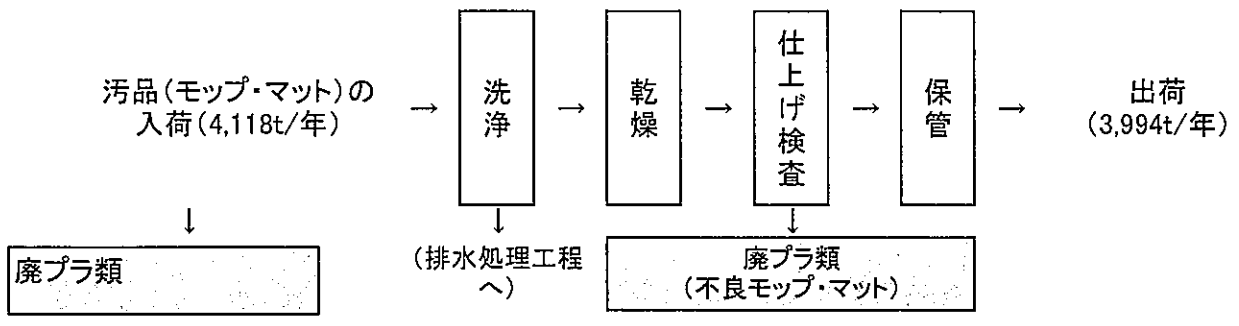 汚品(モップ・マット)の
入荷(4,118t/年)
→
洗浄
→
乾燥
→
仕上げ検査
→
保管
→
出荷
(3,994t/年)
↓
↓
↓
廃プラ類
(排水処理工程
へ)
廃プラ類
(不良モップ・マット)